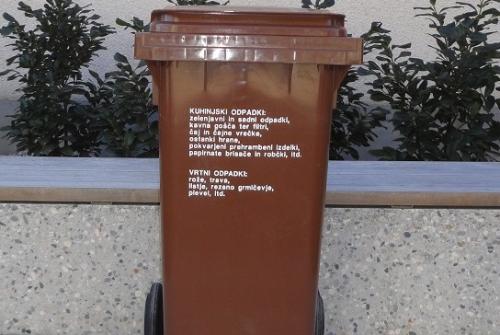 KUHINJSKI ODPADKI:
zelenjavni in sadni odpadki,
kavna gošča ter filtri,
čaj in čajne vrečke,
ostanki hrane,
pokvarjeni prehrambeni izdelki,
papirnate brisače in robčki, itd.
VRTNI ODPADKI:
rože, trava,
listje, rezano grmičevje,
plevel, itd.